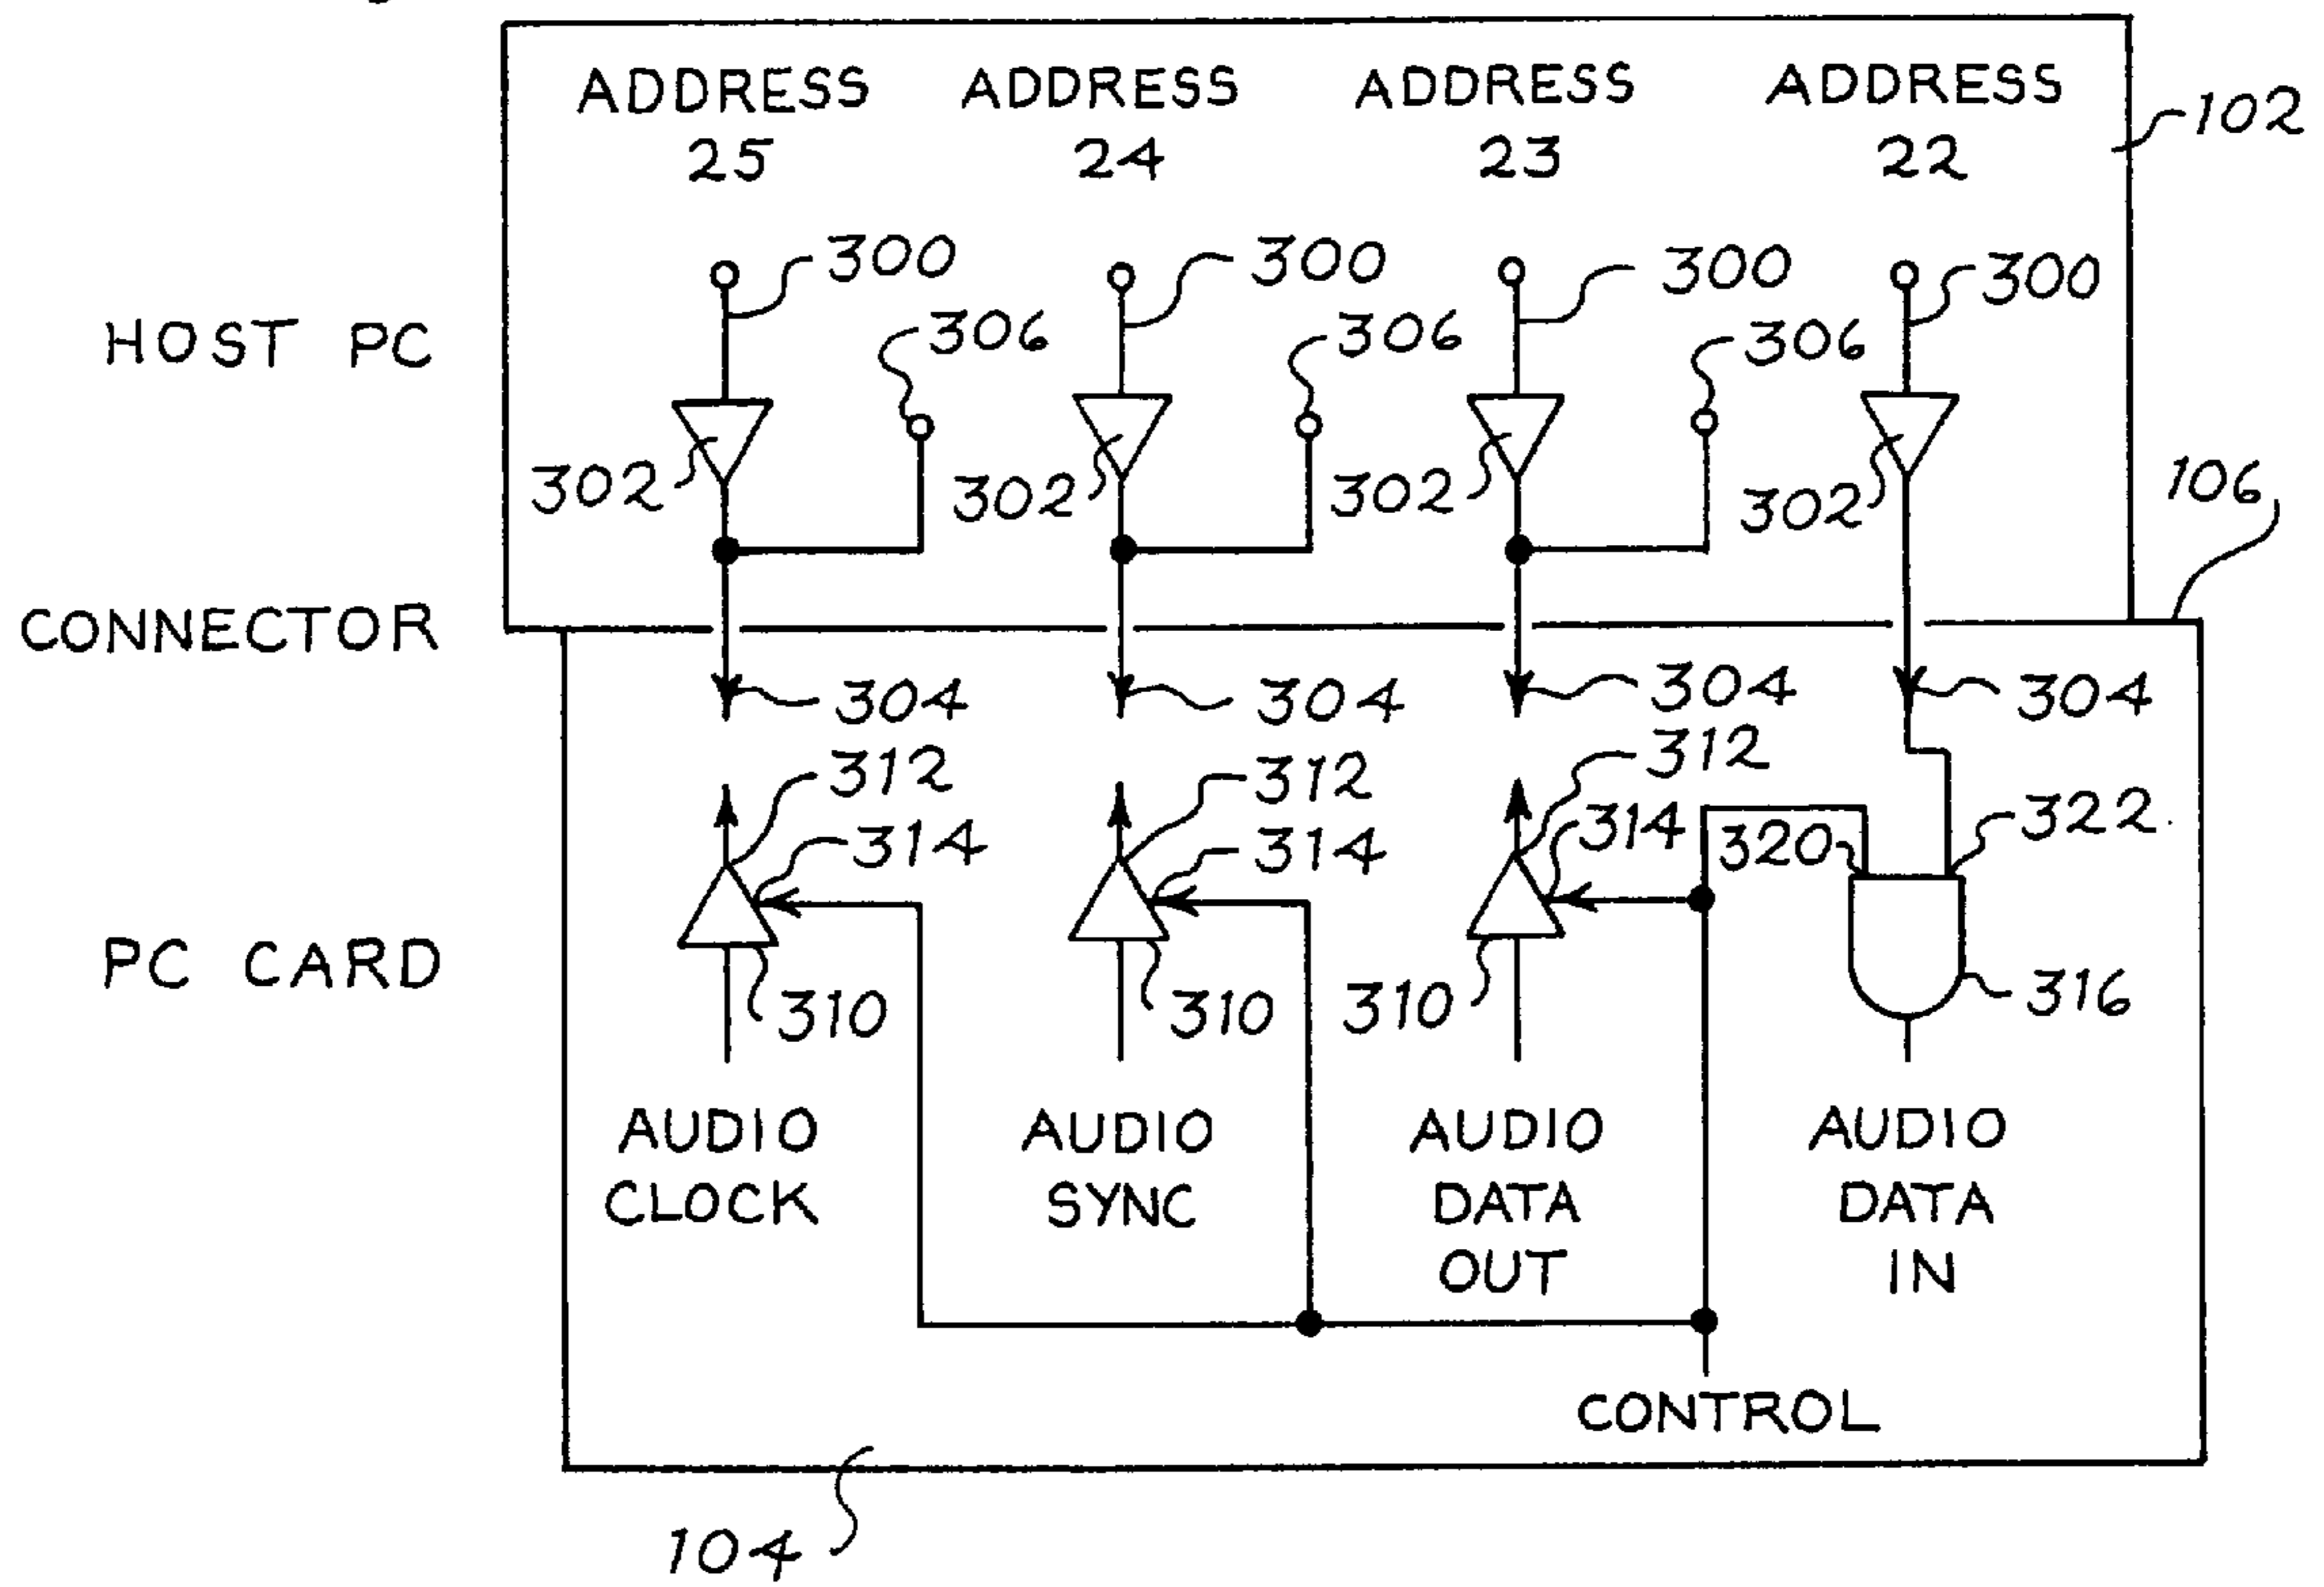 ADDRESS ADDRESS ADDRESS ADDRESS
25 24 23 22
102
300 300 300 300
HOST PC
306 306 306
302 302 302 302
106
CONNECTOR
304 304 304 304
312 312 312
314 314 314 320 322
PC CARD
310 310 310 316
AUDIO AUDIO AUDIO AUDIO
CLOCK SYNC DATA DATA
OUT IN
CONTROL
104